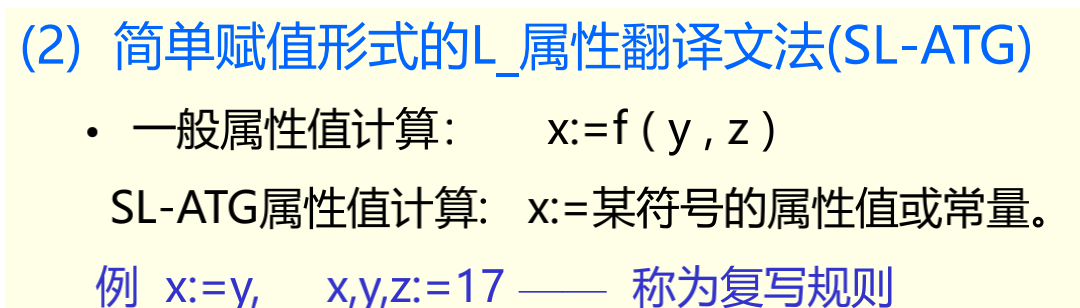 (2) 简单赋值形式的L_属性翻译文法(SL-ATG)
• 一般属性值计算： x:=f ( y , z )
SL-ATG属性值计算: x:=某符号的属性值或常量。
例 x:=y, x,y,z:=17 —— 称为复写规则